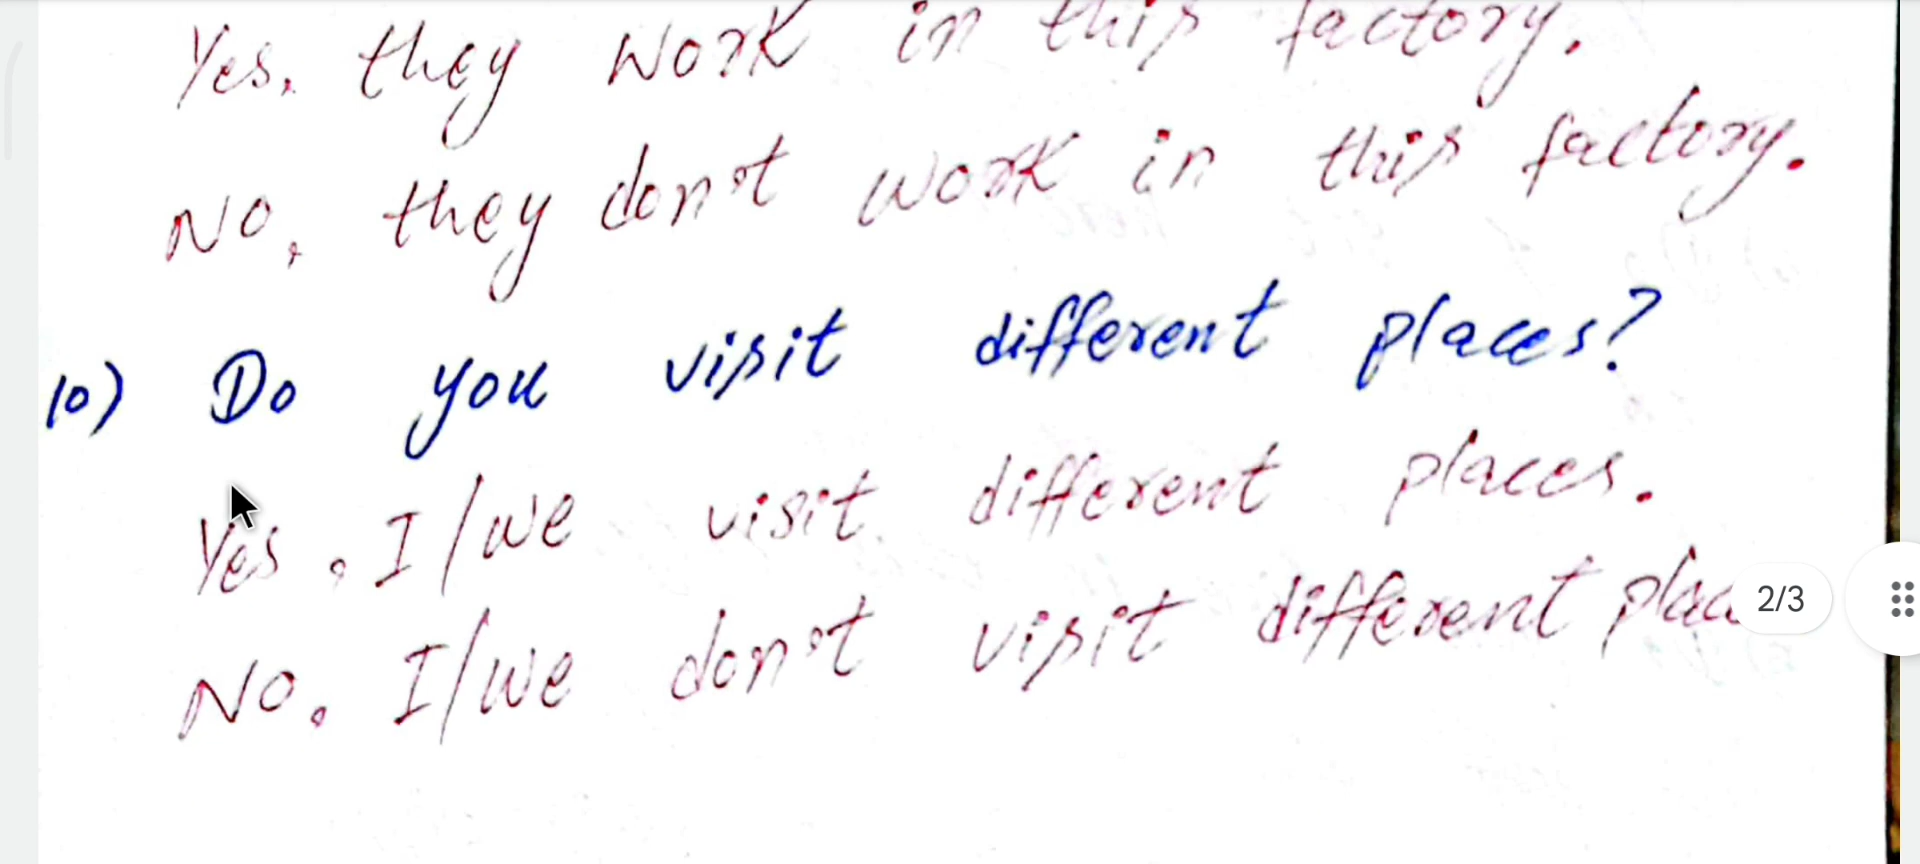 Yes, they work in this factory.
No, they don't work in this factory.
10) Do you visit different places?
Yes, I/we visit different places.
No, I/we don't visit different plac
2/3